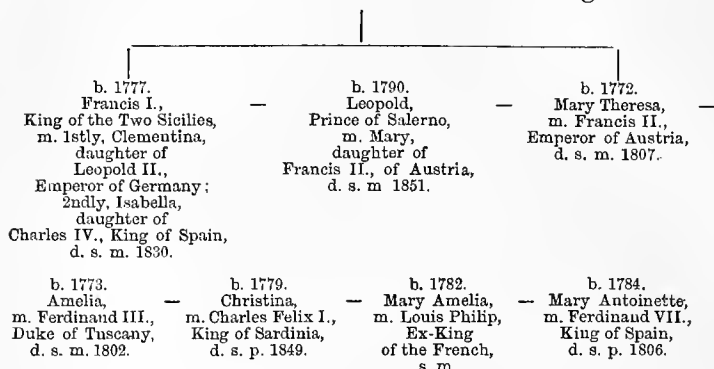 b. 1777.
Francis I.,
King of the Two Sicilies,
m. 1stly, Clementina,
daughter of
Leopold II.,
Emperor of Germany;
2ndly, Isabella,
daughter of
Charles IV., King of Spain,
d. s. m. 1830.
—
b. 1790.
Leopold,
Prince of Salerno,
m. Mary,
daughter of
Francis II., of Austria,
d. s. m 1851.
—
b. 1772.
Mary Theresa,
m. Francis II.,
Emperor of Austria,
d. s. m. 1807.
—
b. 1773.
Amelia,
m. Ferdinand III.,
Duke of Tuscany,
d. s. m. 1802.
—
b. 1779.
Christina,
m. Charles Felix I.,
King of Sardinia,
d. s. p. 1849.
—
b. 1782.
Mary Amelia,
m. Louis Philip,
Ex-King
of the French,
s. m.
—
b. 1784.
Mary Antoinette,
m. Ferdinand VII.,
King of Spain,
d. s. p. 1806.